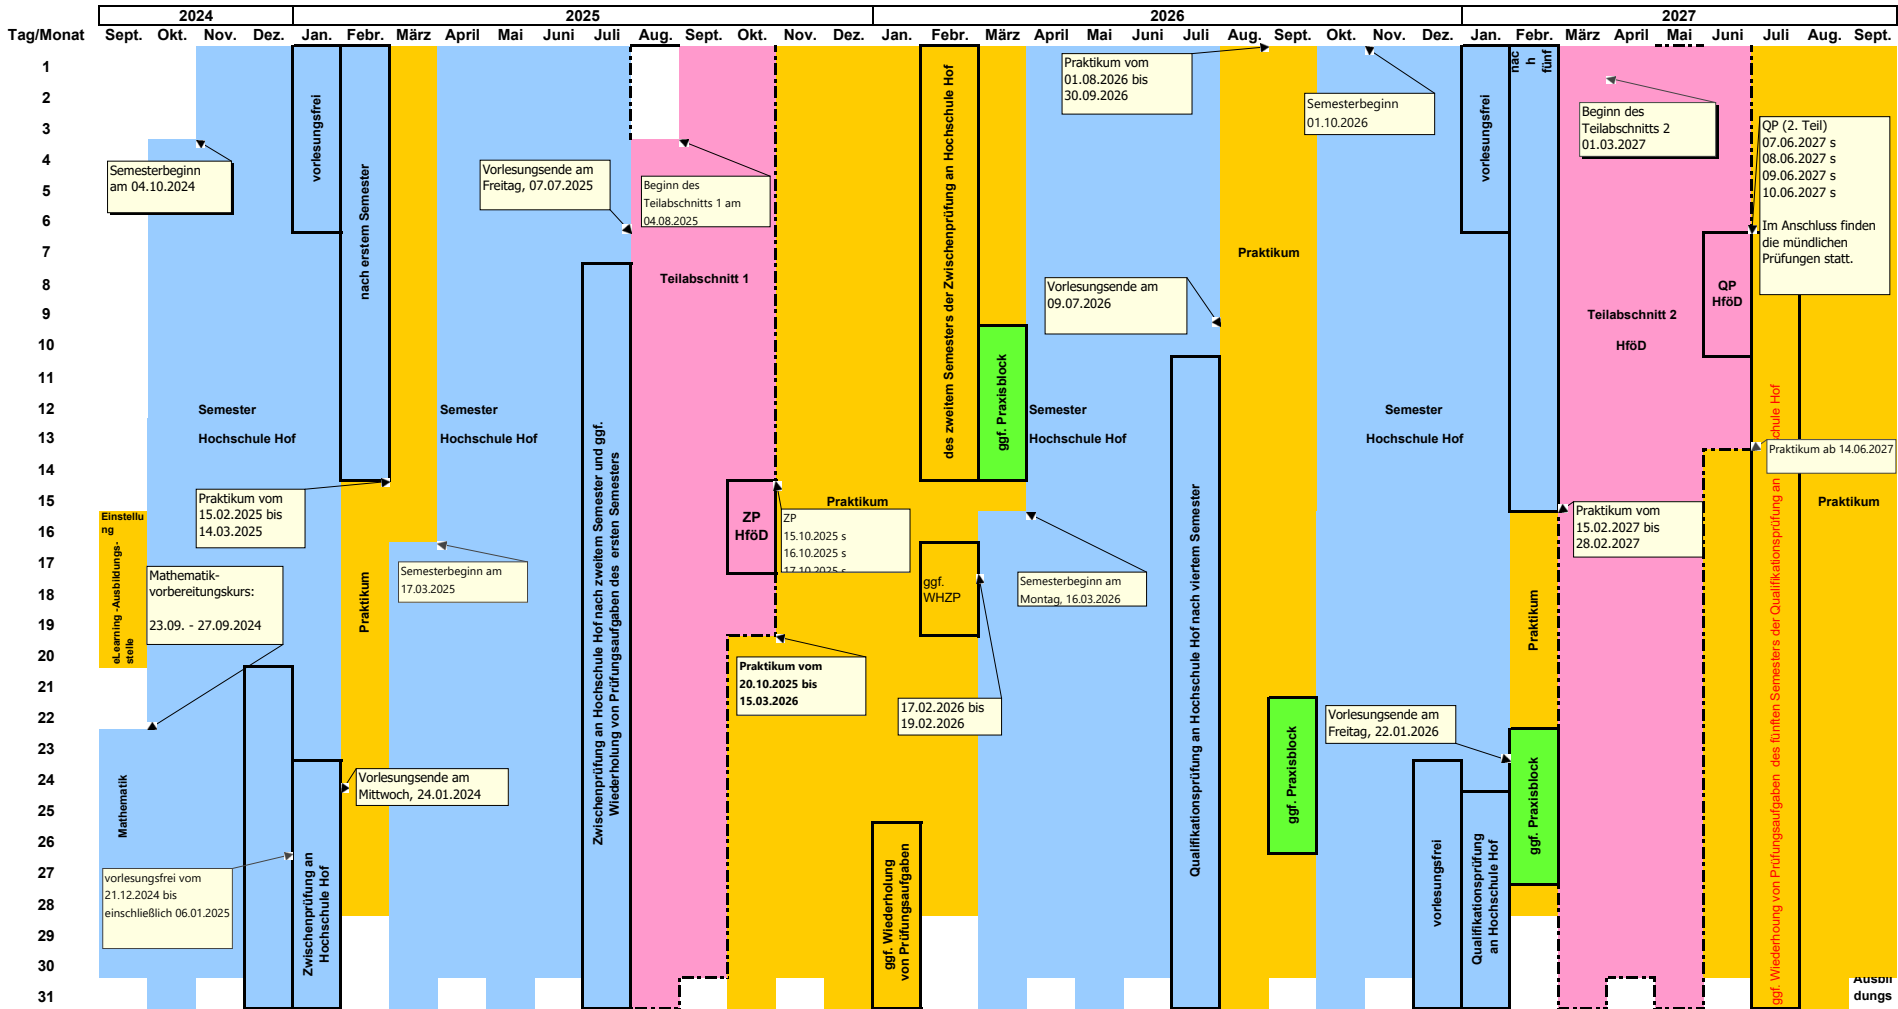 2024
2025
2026
2027
Tag/Monat Sept. Okt. Nov. Dez. Jan. Febr. März April Mai Juni Juli Aug. Sept. Okt. Nov. Dez. Jan. Febr. März April Mai Juni Juli Aug. Sept. Okt. Nov. Dez. Jan. Febr. März April Mai Juni Juli Aug. Sept.
1
2
3
4
5
6
7
8
9
10
11
12
13
14
15
16
17
18
19
20
21
22
23
24
25
26
27
28
29
30
31
Semesterbeginn
am 04.10.2024
Einstellu
ng
eLearning -Ausbildungs-
stelle
Mathematik-
vorbereitungskurs:
23.09. - 27.09.2024
Mathematik
vorlesungsfrei vom
21.12.2024 bis
einschließlich 06.01.2025
Semester
Hochschule Hof
vorlesungsfrei
Zwischenprüfung an
Hochschule Hof
nach erstem Semester
Praktikum vom
15.02.2025 bis
14.03.2025
Praktikum
Vorlesungsende am
Mittwoch, 24.01.2024
Semester
Hochschule Hof
Semesterbeginn am
17.03.2025
Vorlesungsende am
Freitag, 07.07.2025
Zwischenprüfung an Hochschule Hof nach zweitem Semester und ggf.
Wiederholung von Prüfungsaufgaben des ersten Semesters
Beginn des
Teilabschnitts 1 am
04.08.2025
Teilabschnitt 1
ZP
HföD
ZP
15.10.2025 s
16.10.2025 s
17.10.2025 s
Praktikum vom
20.10.2025 bis
15.03.2026
Praktikum
ggf. Wiederholung
von Prüfungsaufgaben
des zweitem Semesters der Zwischenprüfung an Hochschule Hof
ggf.
WHZP
17.02.2026 bis
19.02.2026
ggf. Praxisblock
Semester
Hochschule Hof
Semesterbeginn am
Montag, 16.03.2026
Praktikum vom
01.08.2026 bis
30.09.2026
Vorlesungsende am
09.07.2026
Qualifikationsprüfung an Hochschule Hof nach viertem Semester
Praktikum
ggf. Praxisblock
Semesterbeginn
01.10.2026
Semester
Hochschule Hof
Vorlesungsende am
Freitag, 22.01.2026
vorlesungsfrei
vorlesungsfrei
Qualifikationsprüfung
an Hochschule Hof
nac
h
fünf
Praktikum vom
15.02.2027 bis
28.02.2027
Praktikum
ggf. Praxisblock
Beginn des
Teilabschnitts 2
01.03.2027
Teilabschnitt 2
HföD
QP
HföD
QP (2. Teil)
07.06.2027 s
08.06.2027 s
09.06.2027 s
10.06.2027 s
Im Anschluss finden
die mündlichen
Prüfungen statt.
Praktikum ab 14.06.2027
ggf. Wiederhoung von Prüfungsaufgaben des fünften Semesters der Qualifikationsprüfung an Hochschule Hof
Praktikum
Ausbil
dungs